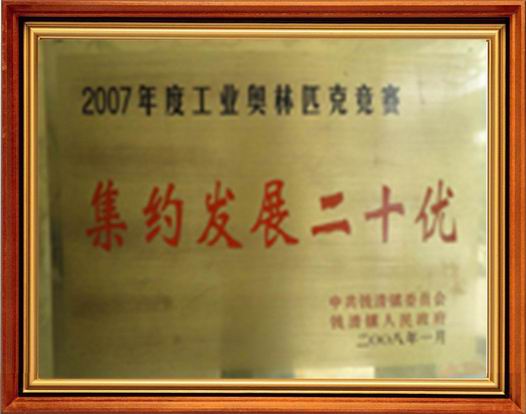 2007年度工业奥林匹克竞赛
集约发展二十优
中共钱清镇委员会
钱清镇人民政府
二〇〇八年一月